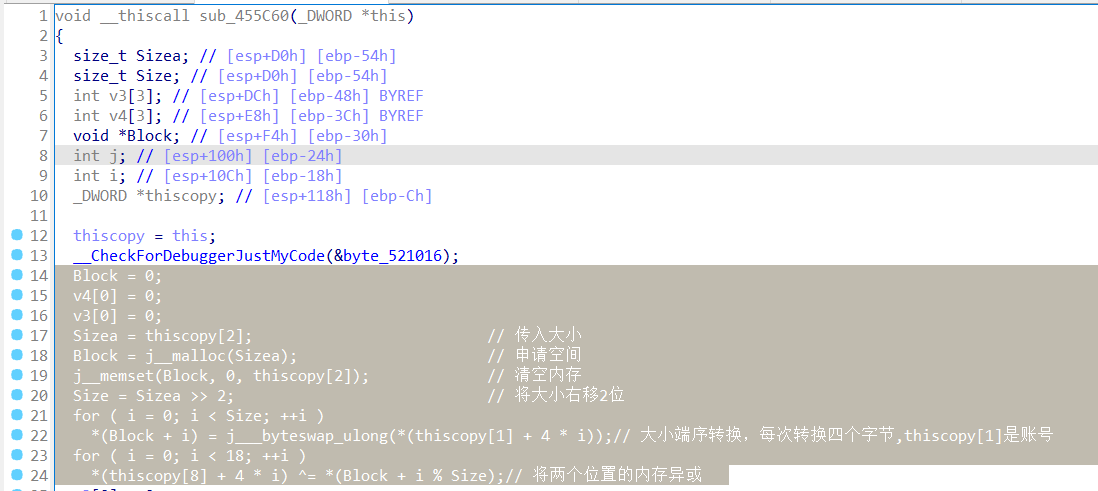 1 void __thiscall sub_455C60(_DWORD *this)
2 {
3 size_t Sizea; // [esp+D0h] [ebp-54h]
4 size_t Size; // [esp+D0h] [ebp-54h]
5 int v3[3]; // [esp+DCh] [ebp-48h] BYREF
6 int v4[3]; // [esp+E8h] [ebp-3Ch] BYREF
7 void *Block; // [esp+F4h] [ebp-30h]
8 int j; // [esp+100h] [ebp-24h]
9 int i; // [esp+10Ch] [ebp-18h]
10 _DWORD *thiscopy; // [esp+118h] [ebp-Ch]
11
12 thiscopy = this;
13 __CheckForDebuggerJustMyCode(&byte_521016);
14 Block = 0;
15 v4[0] = 0;
16 v3[0] = 0;
17 Sizea = thiscopy[2]; // 传入大小
18 Block = j__malloc(Sizea); // 申请空间
19 j__memset(Block, 0, thiscopy[2]); // 清空内存
20 Size = Sizea >> 2; // 将大小右移2位
21 for ( i = 0; i < Size; ++i )
22 *(Block + i) = j___byteswap_ulong(*(thiscopy[1] + 4 * i));// 大小端序转换，每次转换四个字节,thiscopy[1]是账号
23 for ( i = 0; i < 18; ++i )
24 *(thiscopy[8] + 4 * i) ^= *(Block + i % Size);// 将两个位置的内存异或